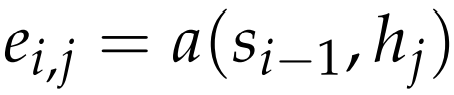 e_{i,j} = a(s_{i−1}, h_j)